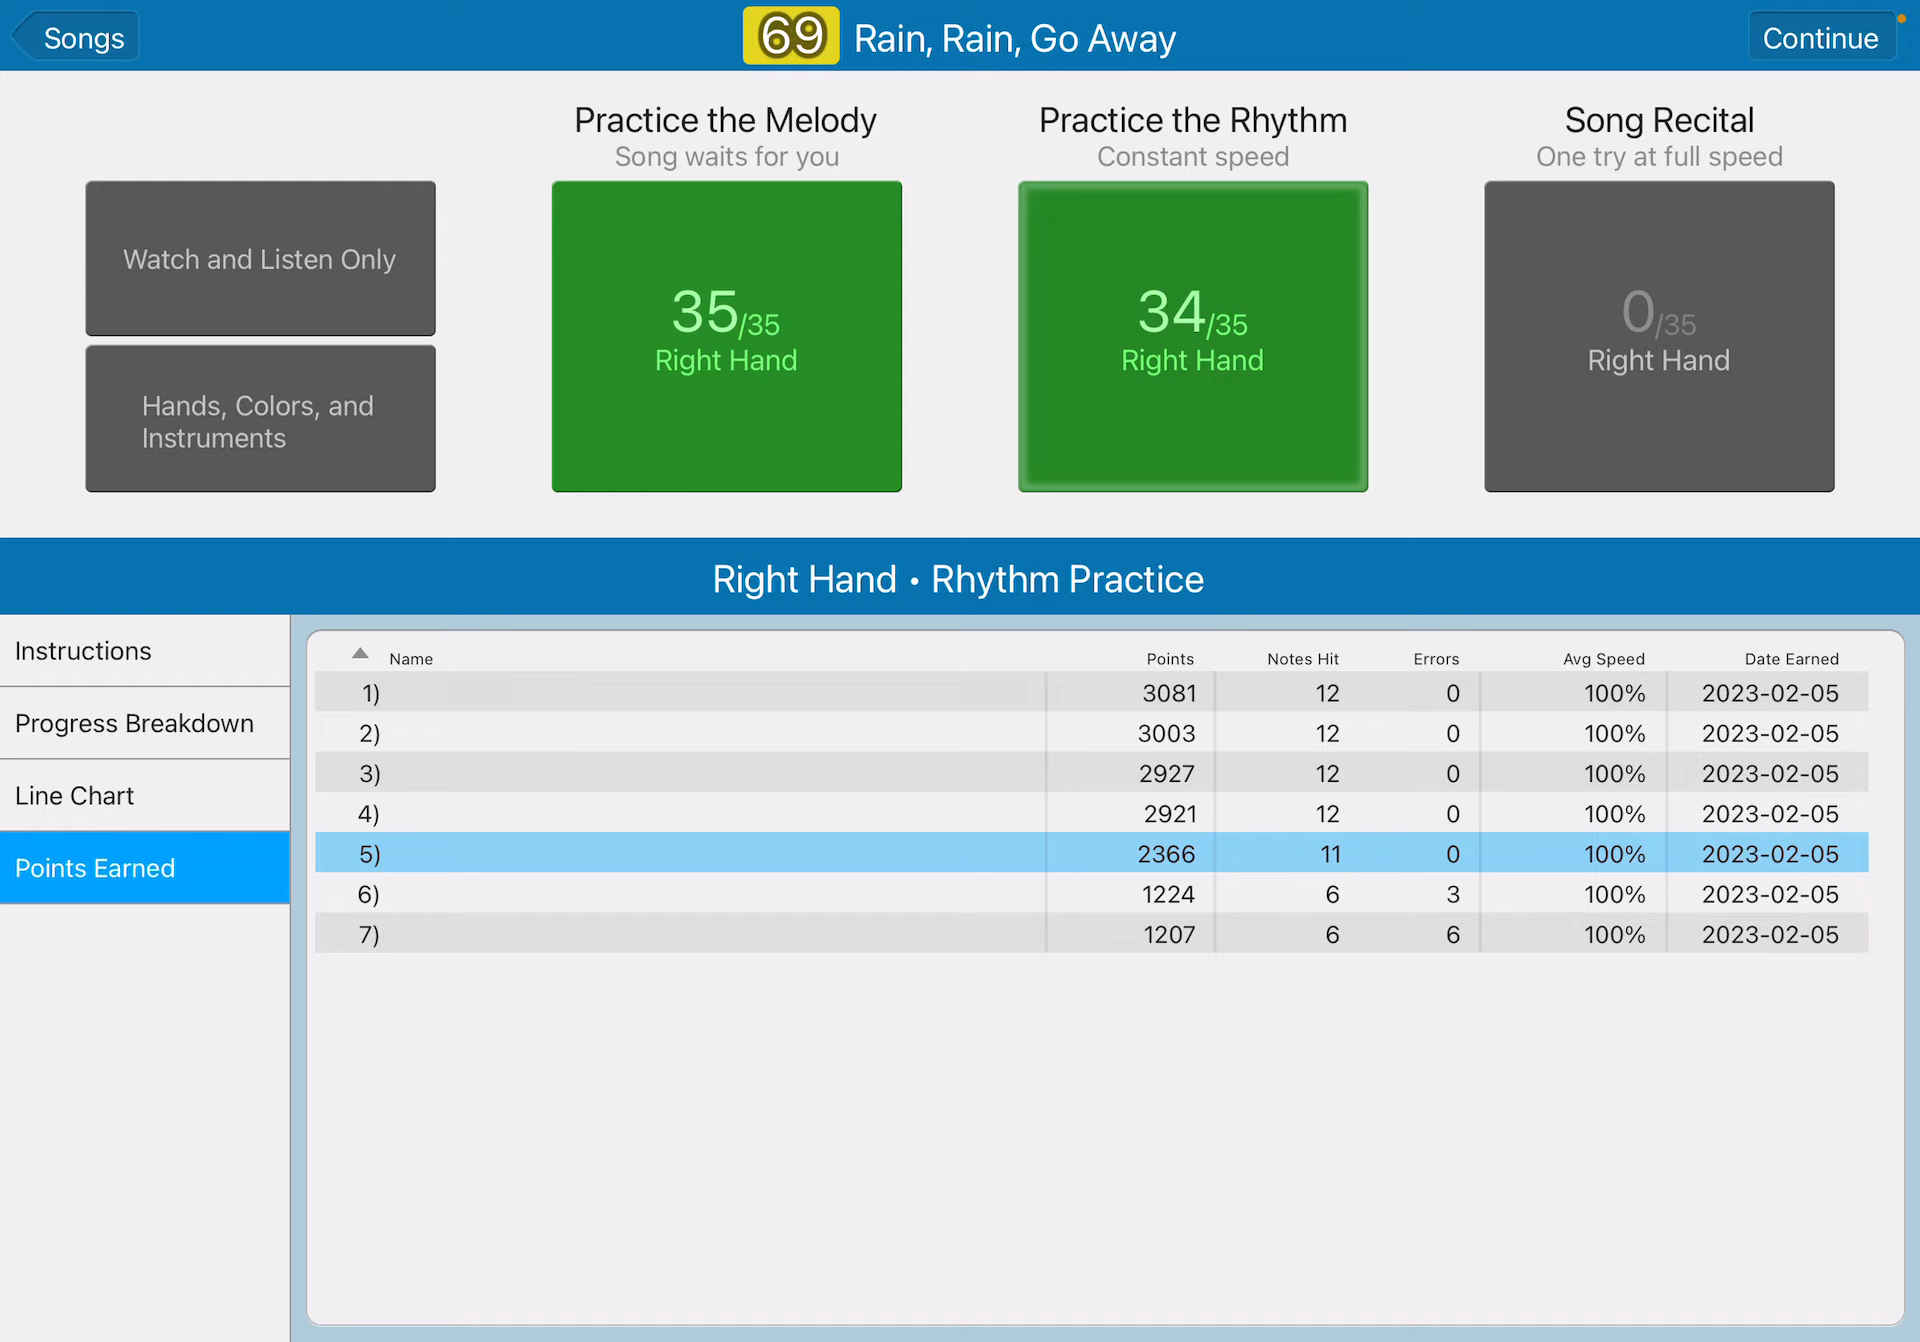 Songs
69 Rain, Rain, Go Away
Continue
Practice the Melody
Song waits for you
Practice the Rhythm
Constant speed
Song Recital
One try at full speed
Watch and Listen Only
Hands, Colors, and
Instruments
35/35
Right Hand
34/35
Right Hand
0/35
Right Hand
Right Hand • Rhythm Practice
Instructions
Progress Breakdown
Line Chart
Points Earned
Name Points Notes Hit Errors Avg Speed Date Earned
1) 3081 12 0 100% 2023-02-05
2) 3003 12 0 100% 2023-02-05
3) 2927 12 0 100% 2023-02-05
4) 2921 12 0 100% 2023-02-05
5) 2366 11 0 100% 2023-02-05
6) 1224 6 3 100% 2023-02-05
7) 1207 6 6 100% 2023-02-05